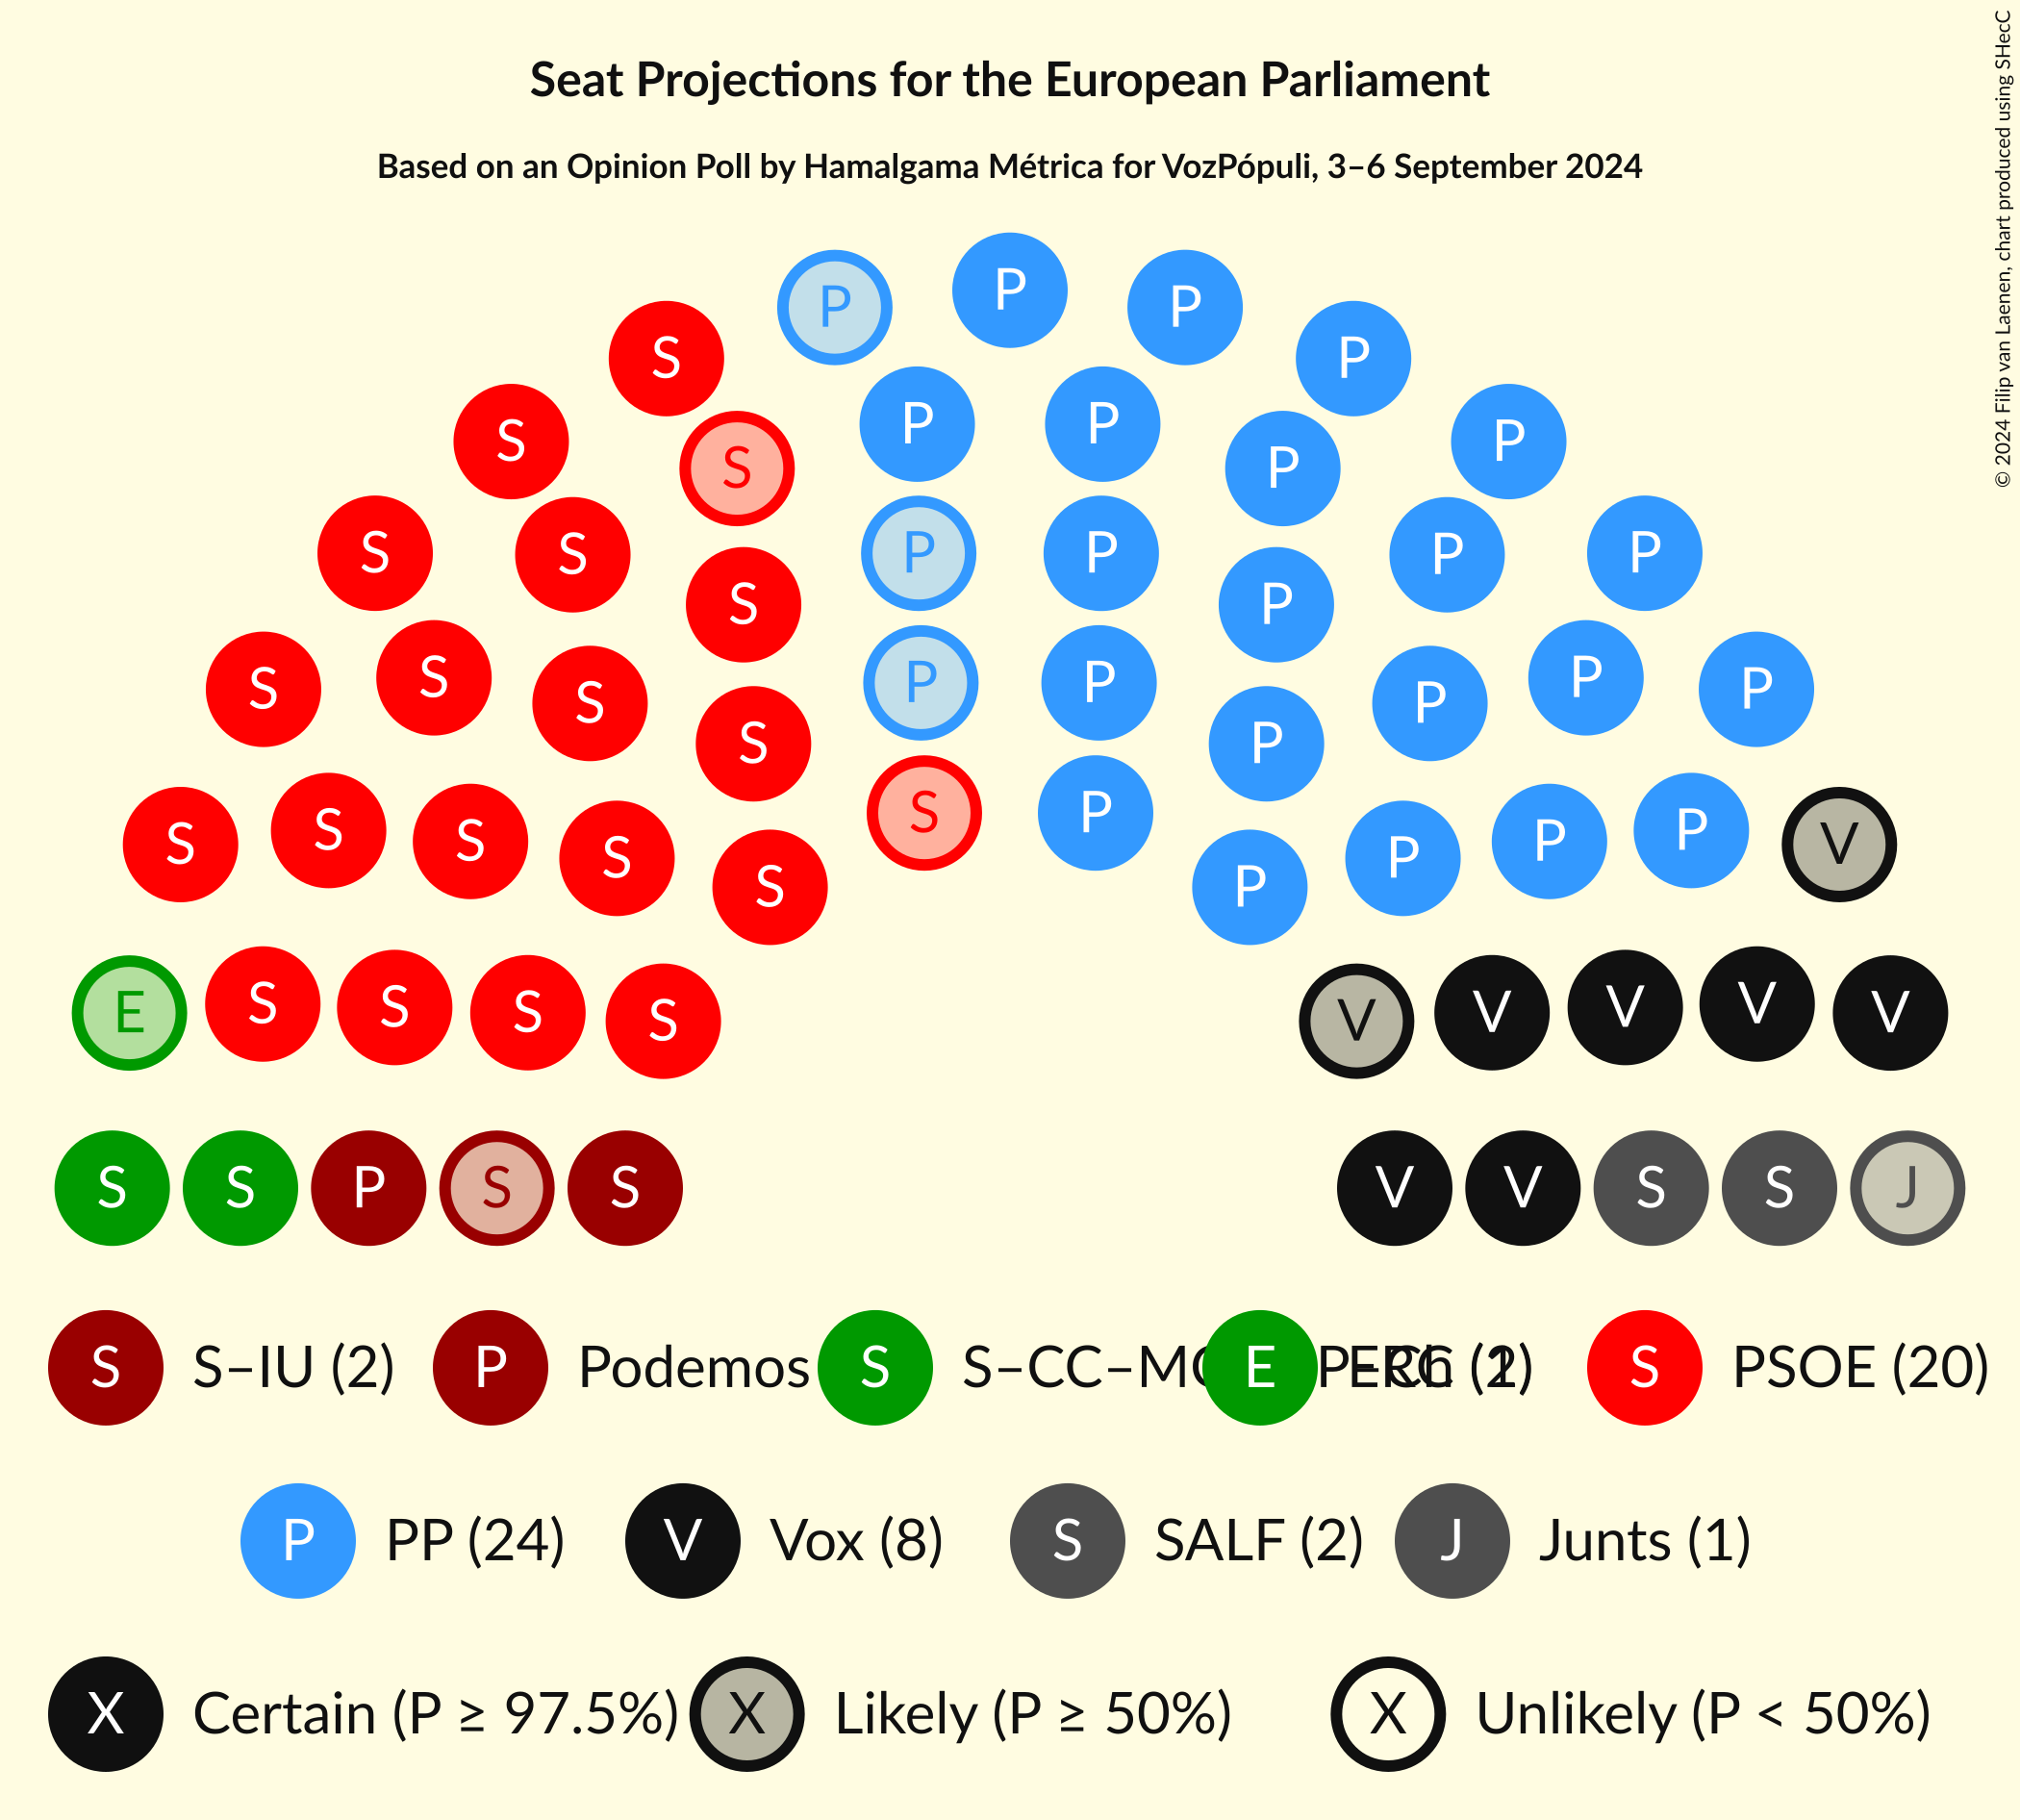 Seat Projections for the European Parliament
Based on an Opinion Poll by Hamalgama Métrica for VozPópuli, 3–6 September 2024
© 2024 Filip van Laenen, chart produced using SHecC
P P P
S P
P P
S P
S P
S S P P P P
S P
S S S P P P P P
S P
S P
S S S S P P P V
S P
E S S S S V V V V V
S S P S S V V S S J
S S–IU (2) P Podemos S E S PSOE (20)
P PP (24) V Vox (8) S SALF (2) J Junts (1)
X Certain (P ≥ 97.5%) X Likely (P ≥ 50%) X Unlikely (P < 50%)